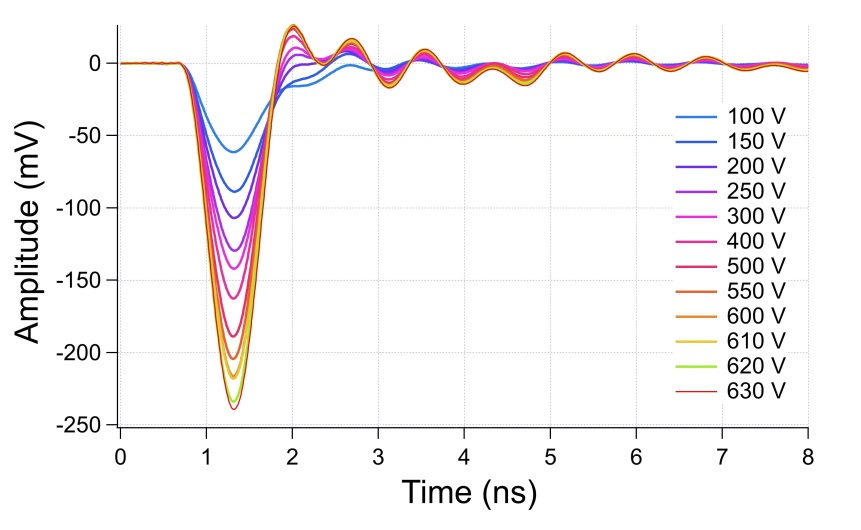 0
-50
-100
-150
-200
-250
Amplitude (mV)
100 V
150 V
200 V
250 V
300 V
400 V
500 V
550 V
600 V
610 V
620 V
630 V
0 1 2 3 4 5 6 7 8
Time (ns)